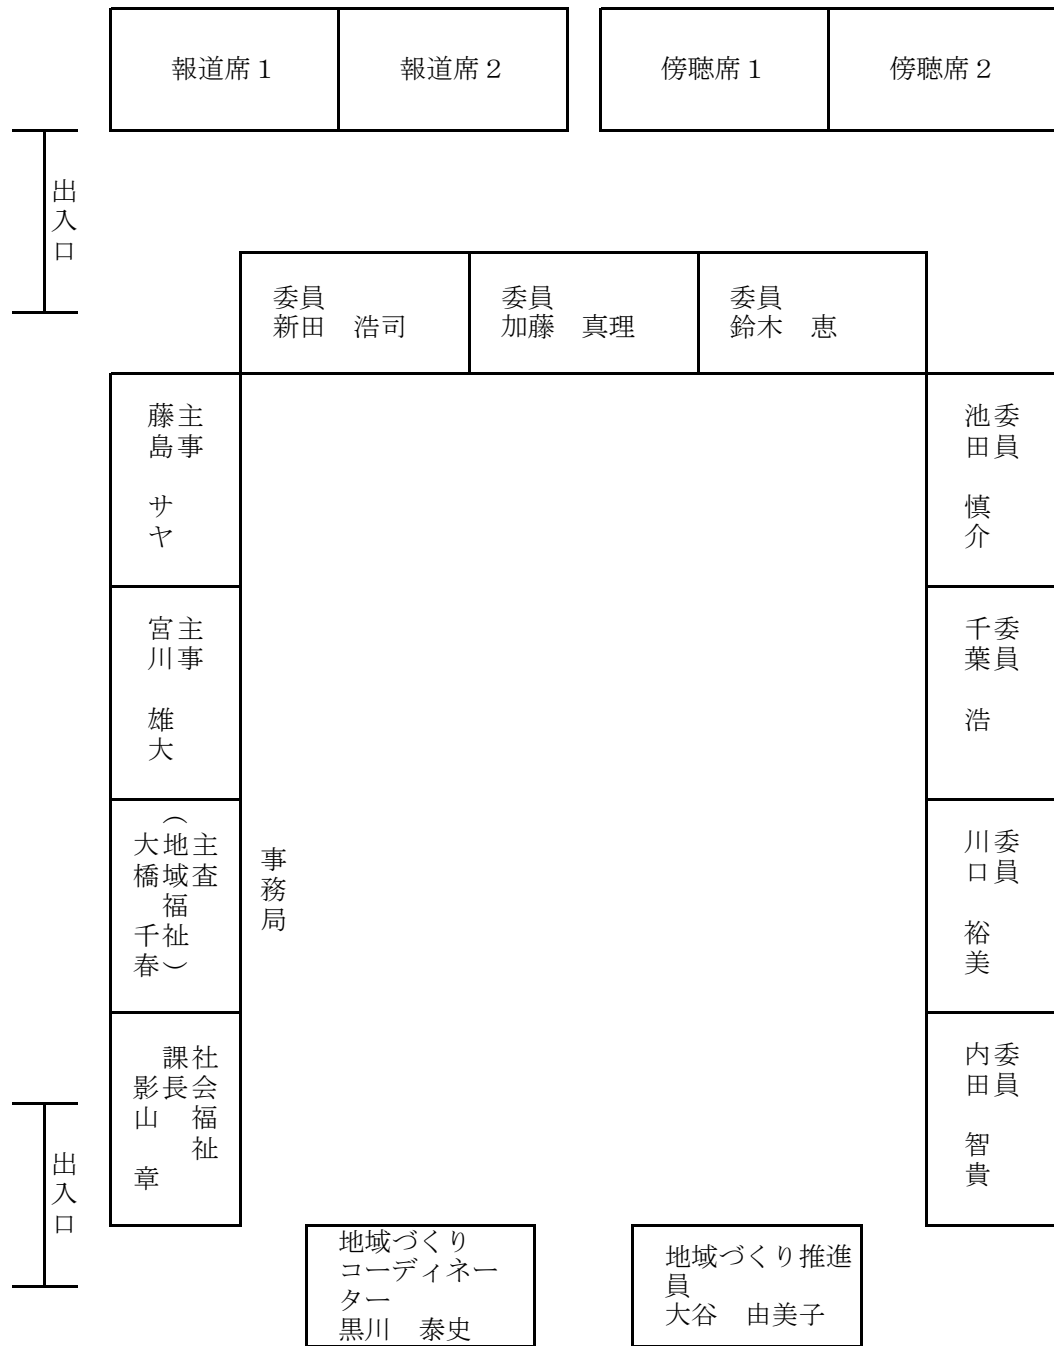 報道席１
報道席２
傍聴席１
傍聴席２
出入口
委員
新田　浩司
委員
加藤　真理
委員
鈴木　恵
主事
藤島　サヤ
委員
池田　慎介
主事
宮川　雄大
委員
千葉　浩
主査
（地域福祉）
大橋　千春
事務局
委員
川口　裕美
社会福祉
課長
影山　章
委員
内田　智貴
出入口
地域づくり
コーディネー
ター
黒川　泰史
地域づくり推進
員
大谷　由美子